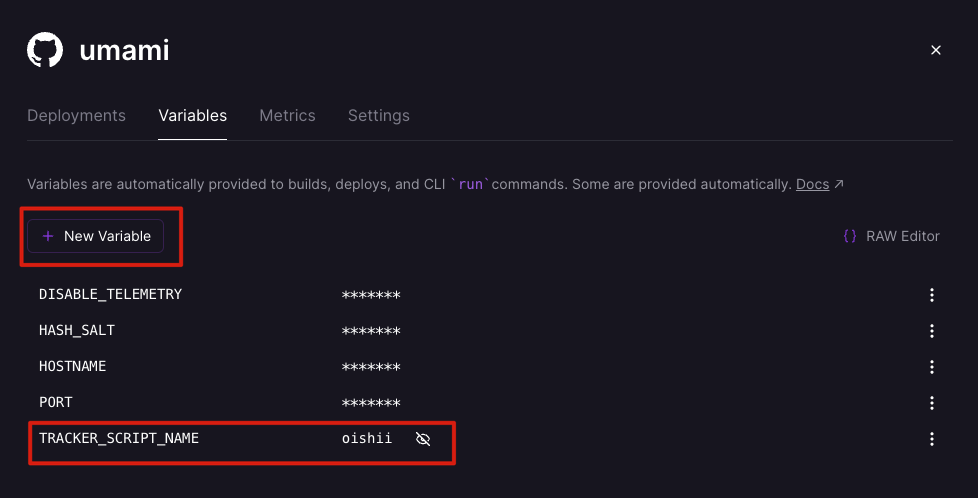 umami
Deployments Variables Metrics Settings
Variables are automatically provided to builds, deploys, and CLI `run` commands. Some are provided automatically. Docs ↗
+ New Variable {} RAW Editor
DISABLE_TELEMETRY *******
HASH_SALT *******
HOSTNAME *******
PORT *******
TRACKER_SCRIPT_NAME oishii